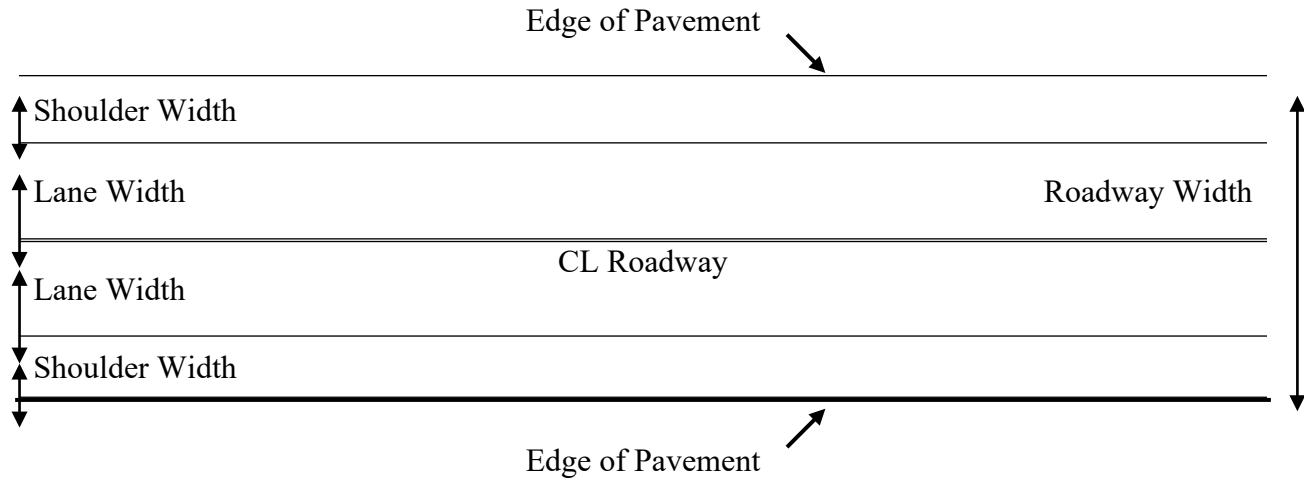 Edge of Pavement
Shoulder Width
Lane Width
Roadway Width
CL Roadway
Lane Width
Shoulder Width
Edge of Pavement